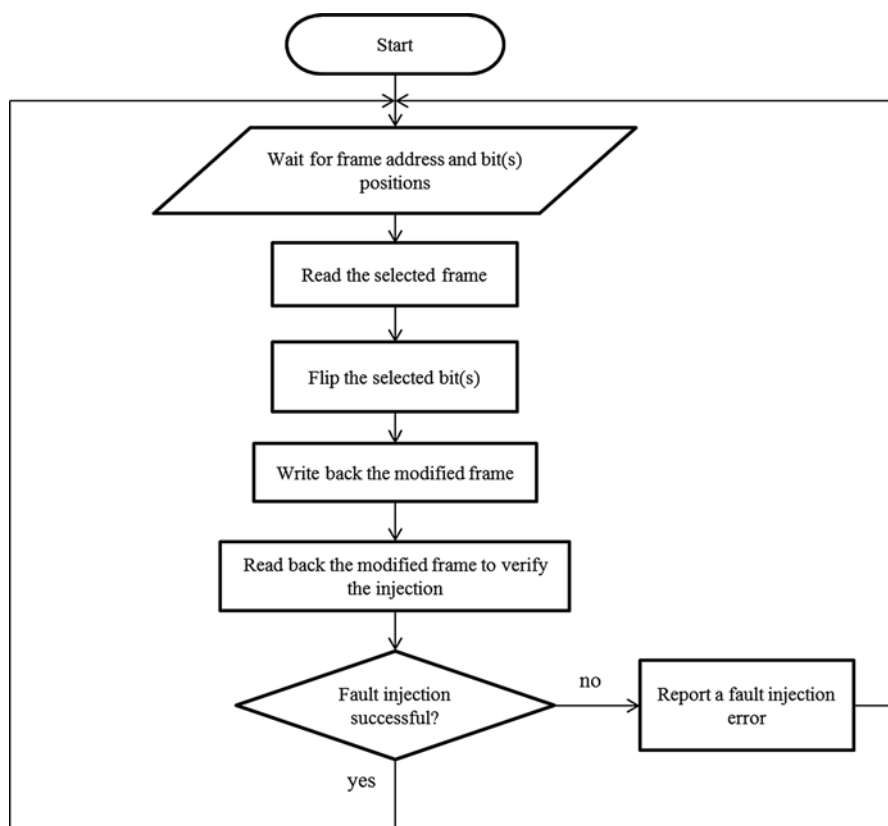 Start
Wait for frame address and bit(s)
positions
Read the selected frame
Flip the selected bit(s)
Write back the modified frame
Read back the modified frame to verify
the injection
Fault injection
successful?
no
Report a fault injection
error
yes